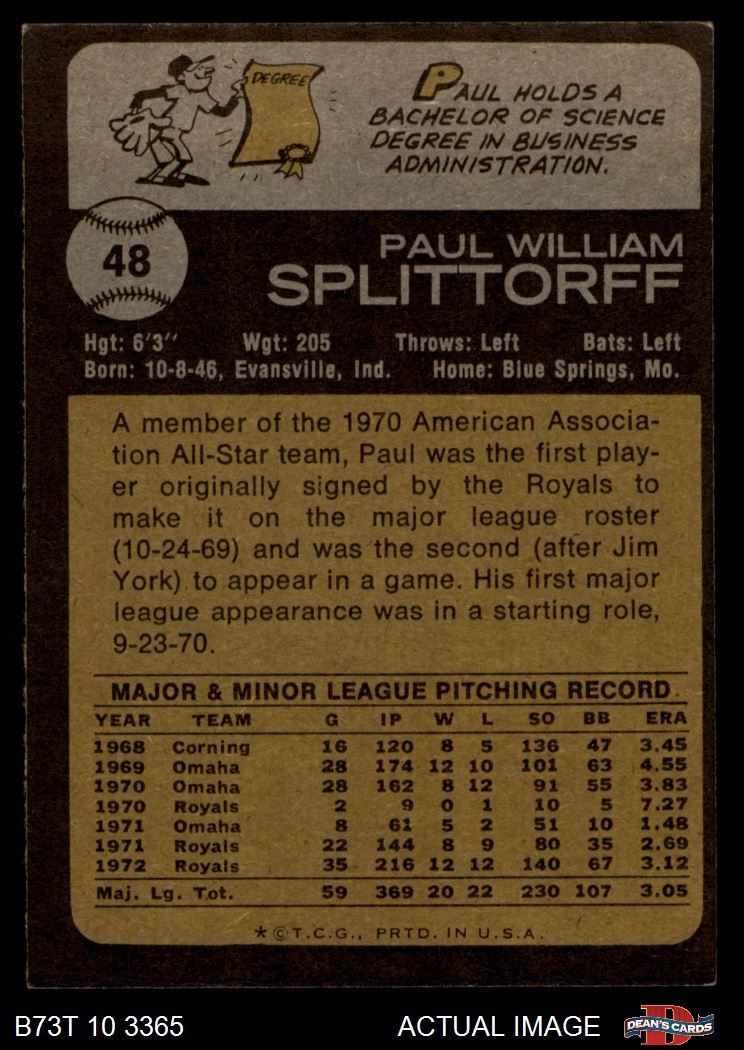 DEGREE
PAUL HOLDS A
BACHELOR OF SCIENCE
DEGREE IN BUSINESS
ADMINISTRATION.
48
PAUL WILLIAM
SPLITTORFF
Hgt: 6'3" Wgt: 205 Throws: Left Bats: Left
Born: 10-8-46, Evansville, Ind. Home: Blue Springs, Mo.
A member of the 1970 American Associa-
tion All-Star team, Paul was the first play-
er originally signed by the Royals to
make it on the major league roster
(10-24-69) and was the second (after Jim
York) to appear in a game. His first major
league appearance was in a starting role,
9-23-70.
MAJOR & MINOR LEAGUE PITCHING RECORD
YEAR TEAM G IP W L SO BB ERA
1968 Corning 16 120 8 5 136 47 3.45
1969 Omaha 28 174 12 10 101 63 4.55
1970 Omaha 28 162 8 12 91 55 3.83
1970 Royals 2 9 0 1 10 5 7.27
1971 Omaha 8 61 5 2 51 10 1.48
1971 Royals 22 144 8 9 80 35 2.69
1972 Royals 35 216 12 12 140 67 3.12
Maj. Lg. Tot. 59 369 20 22 230 107 3.05
*©T.C.G., PRTD. IN U.S.A.
B73T 10 3365 ACTUAL IMAGE DEAN'S CARDS